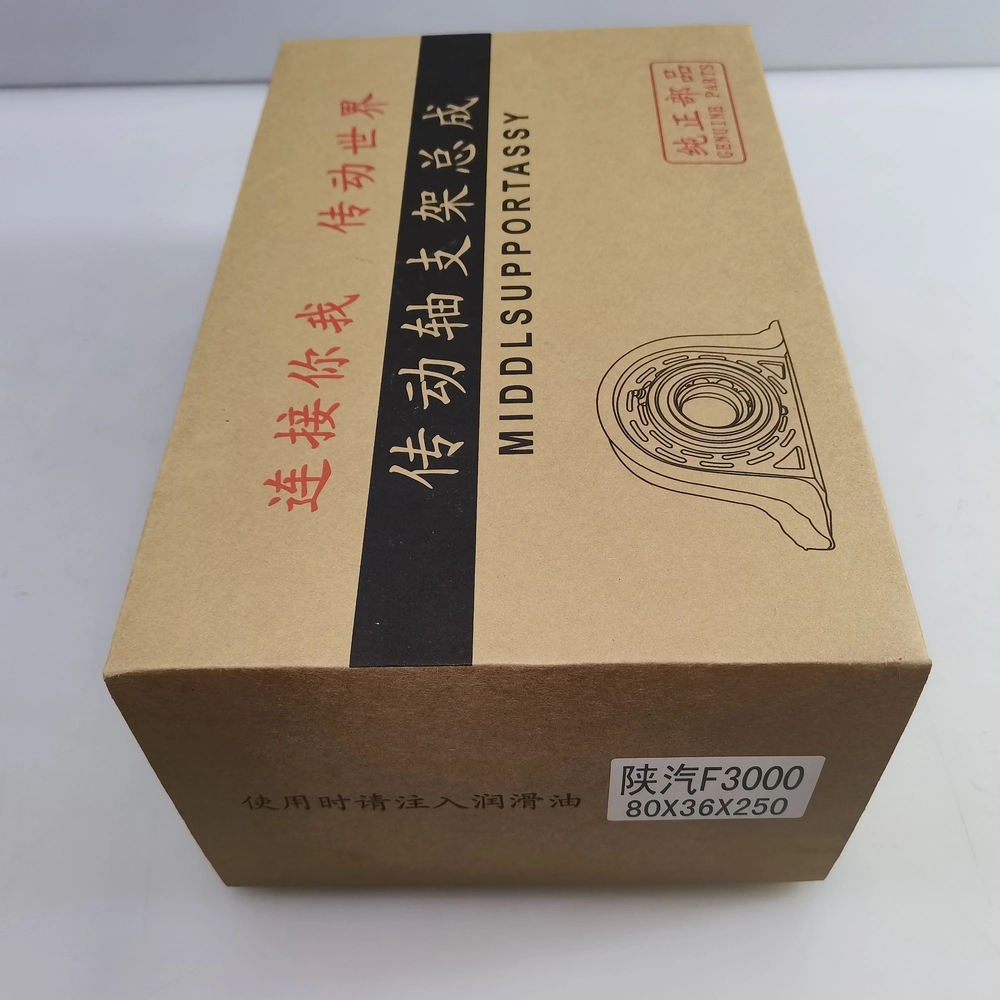 连接你我 传动世界
传动轴支架总成
MIDDLSUPPORTASSY
纯正部品
GENUINE PARTS
使用时请注入润滑油
陕汽F3000
80X36X250